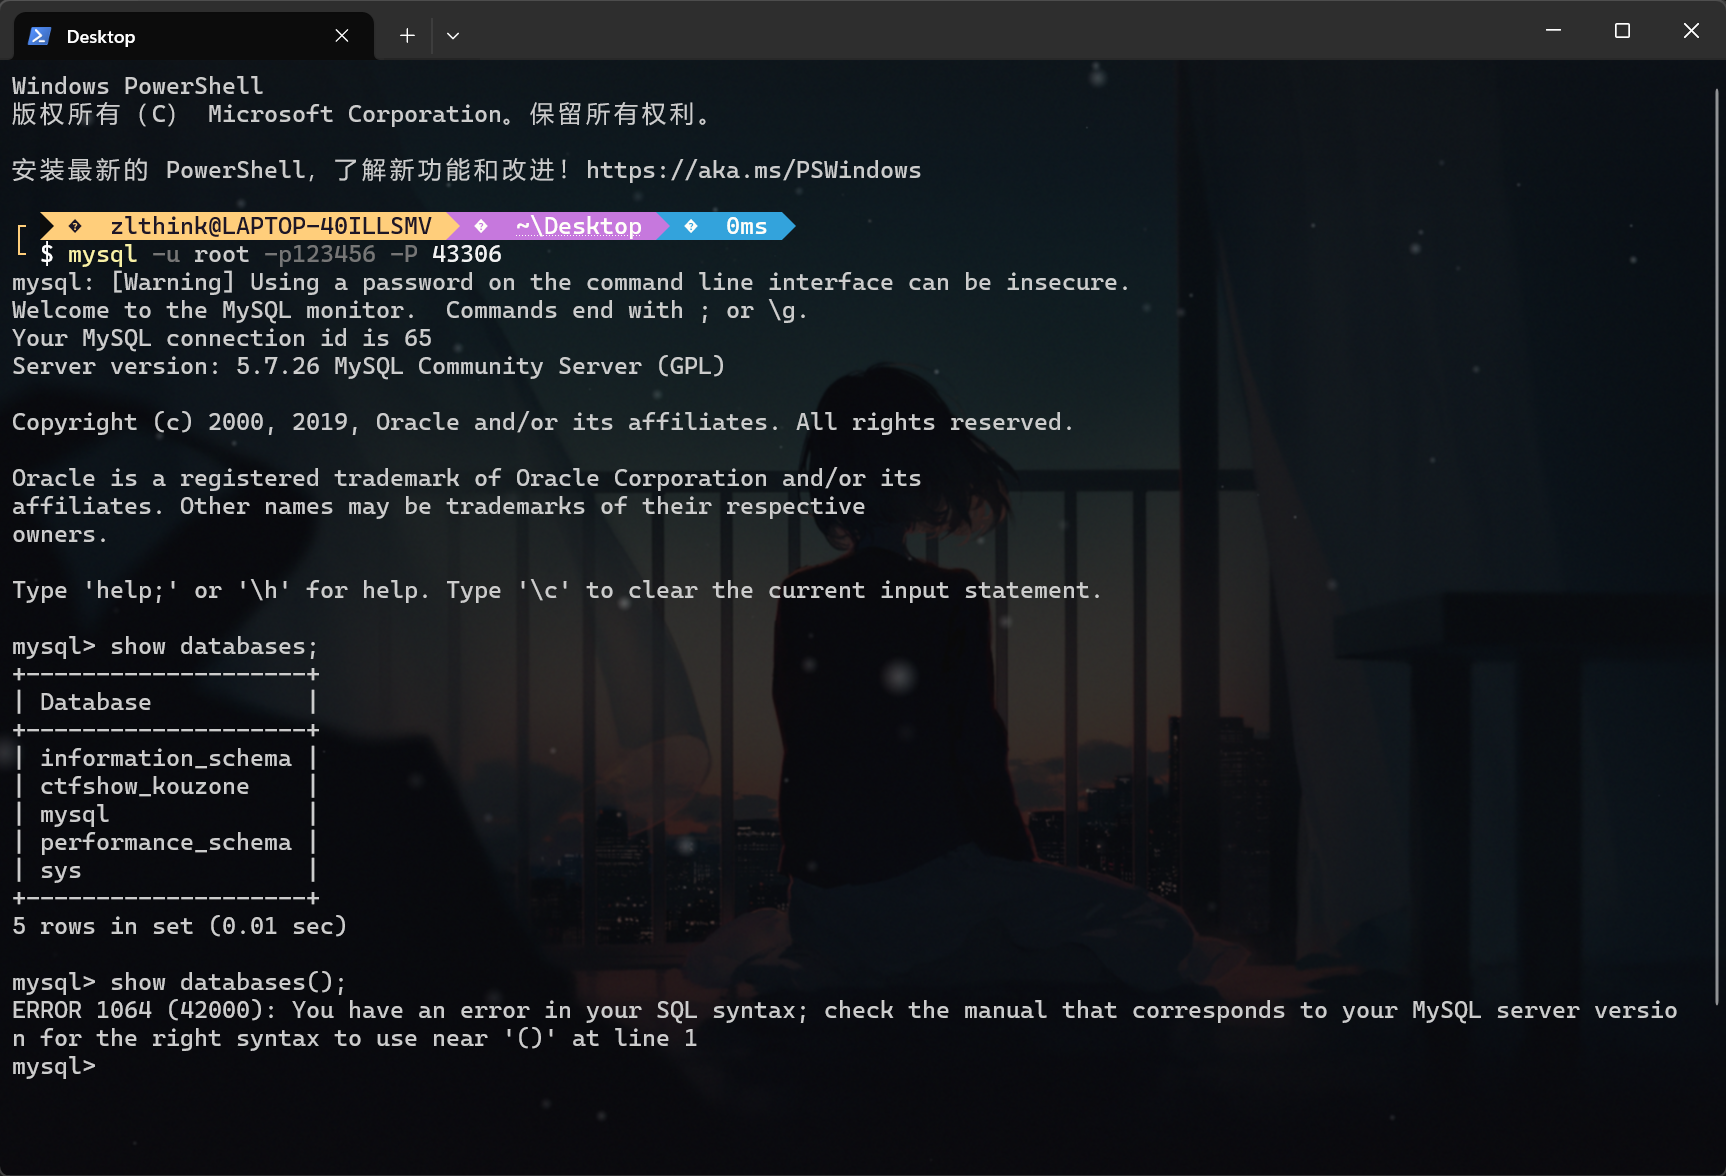 Desktop
Windows PowerShell
版权所有 (C)  Microsoft Corporation。保留所有权利。
安装最新的 PowerShell，了解新功能和改进！https://aka.ms/PSWindows
zlthink@LAPTOP-40ILLSMV ~\Desktop 0ms
$ mysql -u root -p123456 -P 43306
mysql: [Warning] Using a password on the command line interface can be insecure.
Welcome to the MySQL monitor.  Commands end with ; or \g.
Your MySQL connection id is 65
Server version: 5.7.26 MySQL Community Server (GPL)
Copyright (c) 2000, 2019, Oracle and/or its affiliates. All rights reserved.
Oracle is a registered trademark of Oracle Corporation and/or its
affiliates. Other names may be trademarks of their respective
owners.
Type 'help;' or '\h' for help. Type '\c' to clear the current input statement.
mysql> show databases;
+--------------------+
| Database           |
+--------------------+
| information_schema |
| ctfshow_kouzone    |
| mysql              |
| performance_schema |
| sys                |
+--------------------+
5 rows in set (0.01 sec)
mysql> show databases();
ERROR 1064 (42000): You have an error in your SQL syntax; check the manual that corresponds to your MySQL server versio
n for the right syntax to use near '()' at line 1
mysql>